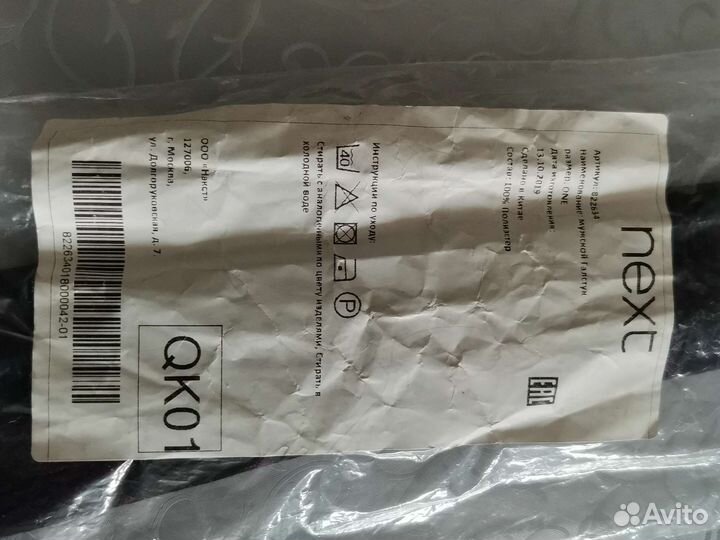 next
Артикул: 822634
Наименование: мужской галстук
размер: ONE
Дата изготовления:
13.10.2019
Сделано в Китае
Состав: 100% Полиэстер
EAC
Инструкции по уходу:
40
P
Стирать с аналогичными по цвету изделиями, Стирать в
холодной воде
ООО «Некст»
127006,
г. Москва,
ул. Долгоруковская, д. 7.
QK01
822634018000042-01
Avito